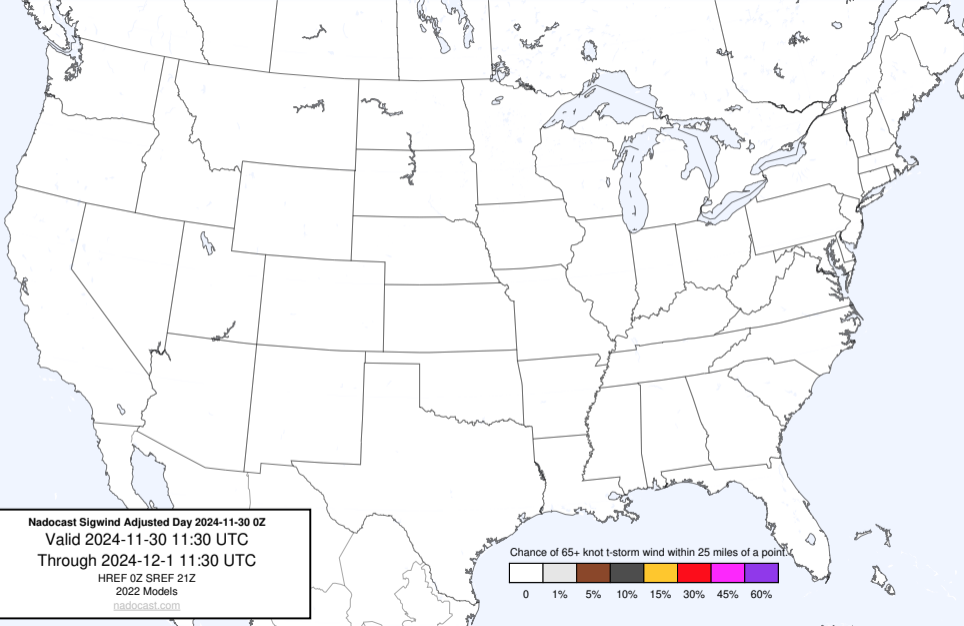 Nadocast Sigwind Adjusted Day 2024-11-30 0Z
Valid 2024-11-30 11:30 UTC
Through 2024-12-1 11:30 UTC
HREF 0Z SREF 21Z
2022 Models
nadocast.com
Chance of 65+ knot t-storm wind within 25 miles of a point.
0 1% 5% 10% 15% 30% 45% 60%